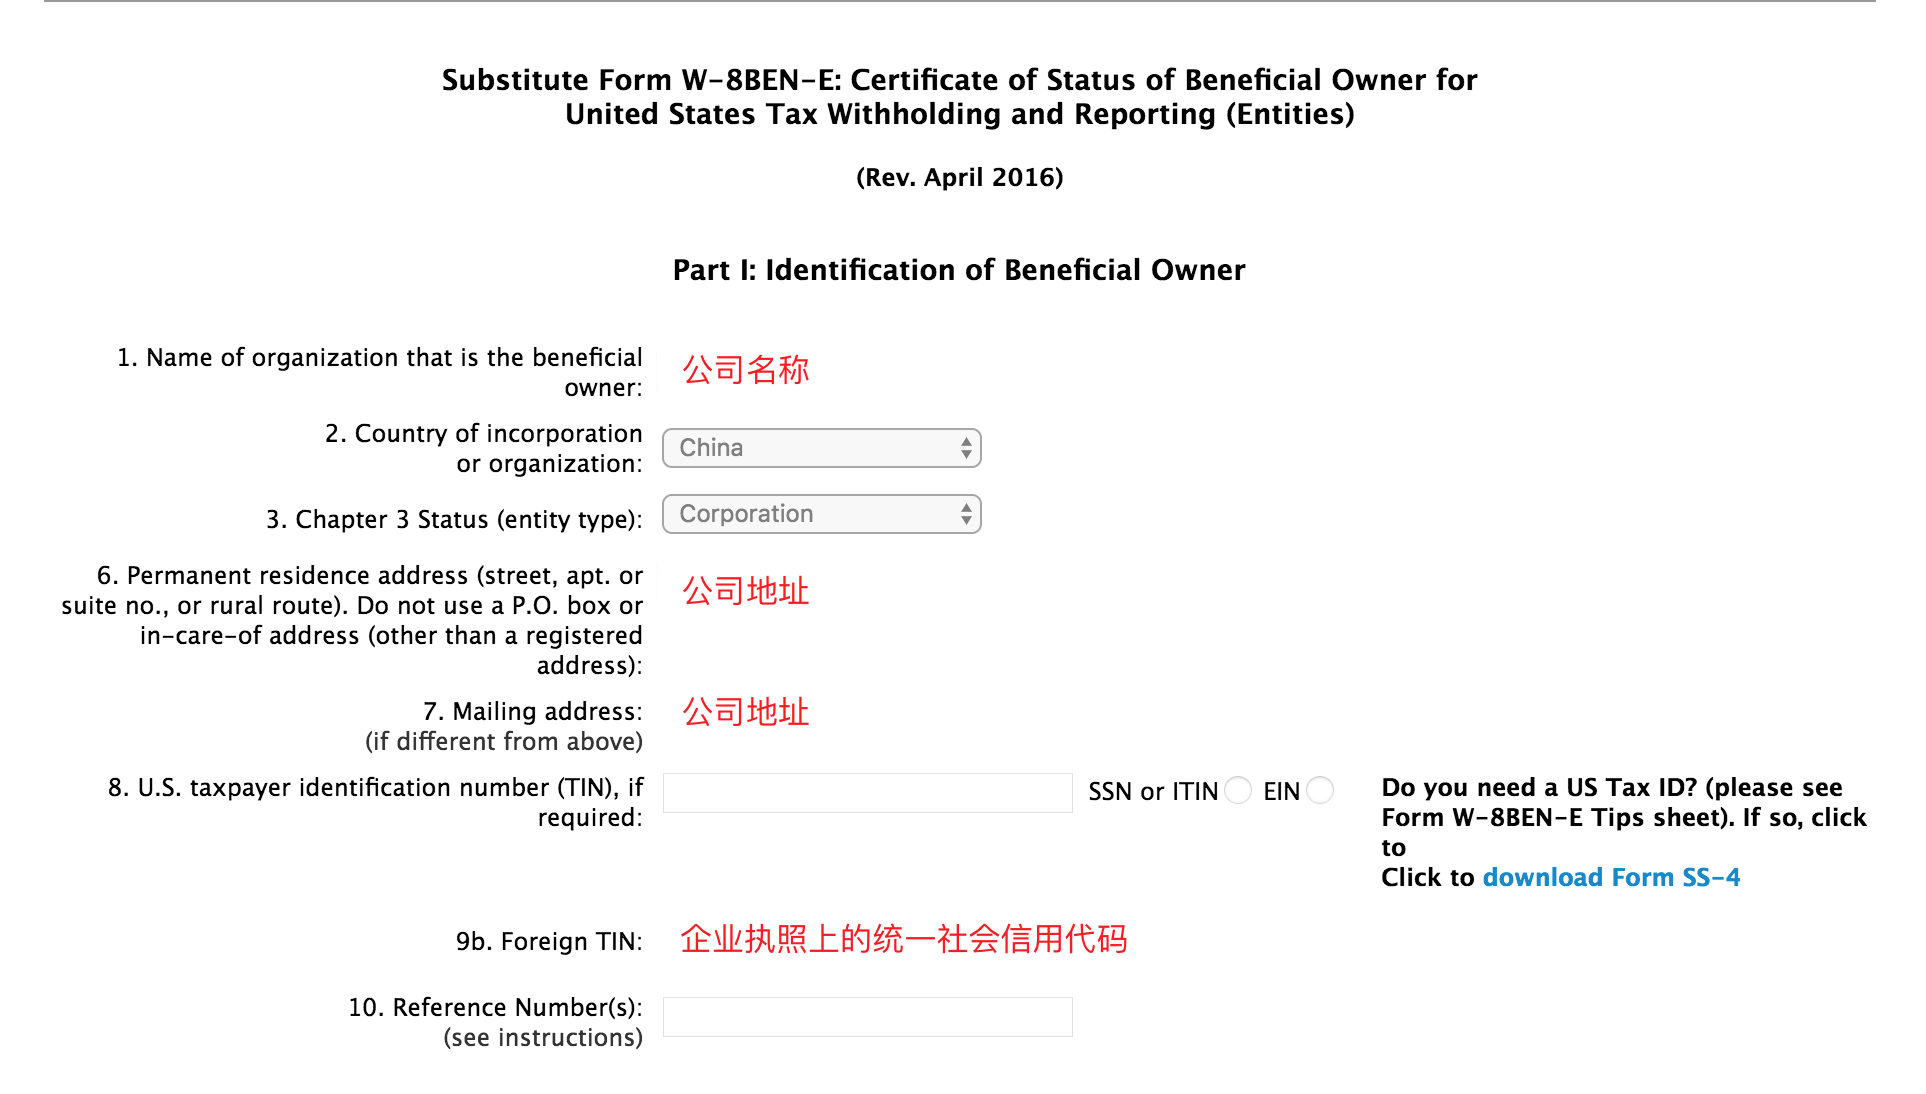 Substitute Form W-8BEN-E: Certificate of Status of Beneficial Owner for
United States Tax Withholding and Reporting (Entities)
(Rev. April 2016)
Part I: Identification of Beneficial Owner
1. Name of organization that is the beneficial
owner:
公司名称
2. Country of incorporation
or organization:
China
3. Chapter 3 Status (entity type):
Corporation
6. Permanent residence address (street, apt. or
suite no., or rural route). Do not use a P.O. box or
in-care-of address (other than a registered
address):
公司地址
7. Mailing address:
(if different from above)
公司地址
8. U.S. taxpayer identification number (TIN), if
required:
SSN or ITIN
EIN
Do you need a US Tax ID? (please see
Form W-8BEN-E Tips sheet). If so, click
to
Click to download Form SS-4
9b. Foreign TIN:
企业执照上的统一社会信用代码
10. Reference Number(s):
(see instructions)